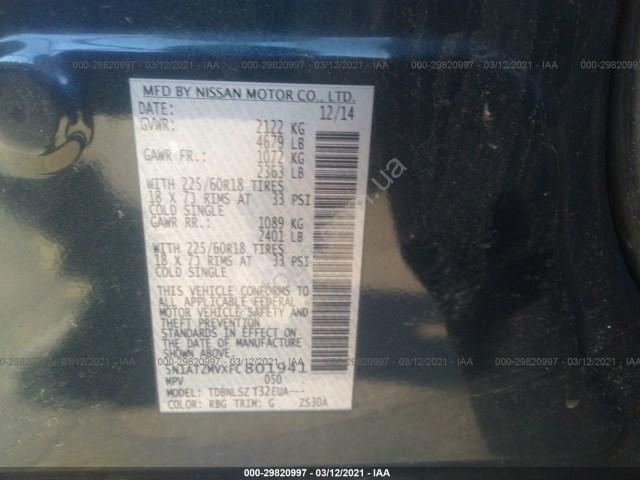 000-29820997 - 03/12/2021 - IAA
MFD BY NISSAN MOTOR CO., LTD.
DATE: 12/14
GVWR: 2122 KG
4679 LB
GAWR FR.: 1072 KG
2363 LB
WITH 225/60R18 TIRES
18 X 7J RIMS AT 33 PSI
COLD SINGLE
GAWR RR.: 1089 KG
2401 LB
WITH 225/60R18 TIRES
18 X 7J RIMS AT 33 PSI
COLD SINGLE
THIS VEHICLE CONFORMS TO
ALL APPLICABLE FEDERAL
MOTOR VEHICLE SAFETY AND
THEFT PREVENTION
STANDARDS IN EFFECT ON
THE DATE OF MANUFACTURE
SHOWN ABOVE.
5N1AT2MVXFC801941
MPV 050
MODEL: TDBNLSZ T32EUA---
COLOR: RBG TRIM: G ZS30A
000-29820997 - 03/12/2021 - IAA